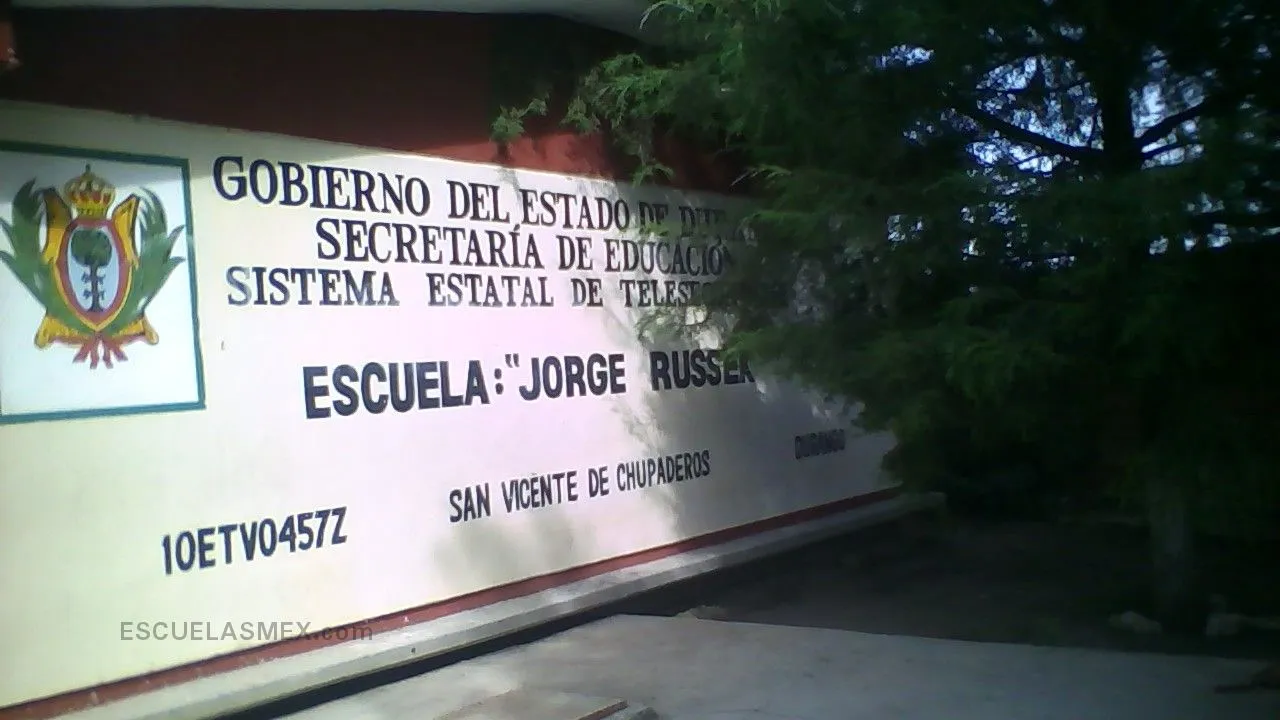 GOBIERNO DEL ESTADO DE
SECRETARÍA DE EDUCACIÓN
SISTEMA ESTATAL DE
ESCUELA: "JORGE
SAN VICENTE DE CHUPADEROS
DURANGO
10ETV0457Z
ESCUELASMEX.com